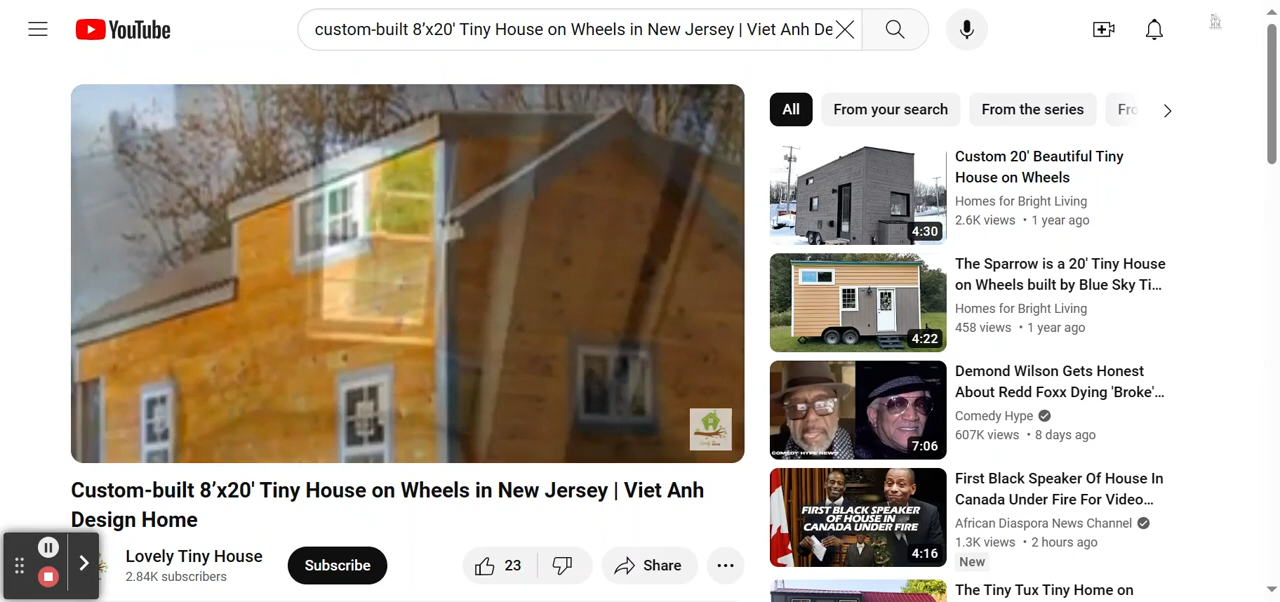 YouTube
custom-built 8’x20' Tiny House on Wheels in New Jersey | Viet Anh De
All
From your search
From the series
Fro
Custom 20' Beautiful Tiny
House on Wheels
Homes for Bright Living
2.6K views • 1 year ago
4:30
The Sparrow is a 20' Tiny House
on Wheels built by Blue Sky Ti...
Homes for Bright Living
458 views • 1 year ago
4:22
Demond Wilson Gets Honest
About Redd Foxx Dying 'Broke'...
Comedy Hype
607K views • 8 days ago
7:06
COMEDY HYPE NEWS
First Black Speaker Of House In
Canada Under Fire For Video...
African Diaspora News Channel
1.3K views • 2 hours ago
New
FIRST BLACK SPEAKER
OF HOUSE IN
CANADA UNDER FIRE
4:16
The Tiny Tux Tiny Home on
Custom-built 8’x20' Tiny House on Wheels in New Jersey | Viet Anh
Design Home
Lovely Tiny House
2.84K subscribers
Subscribe
23
Share